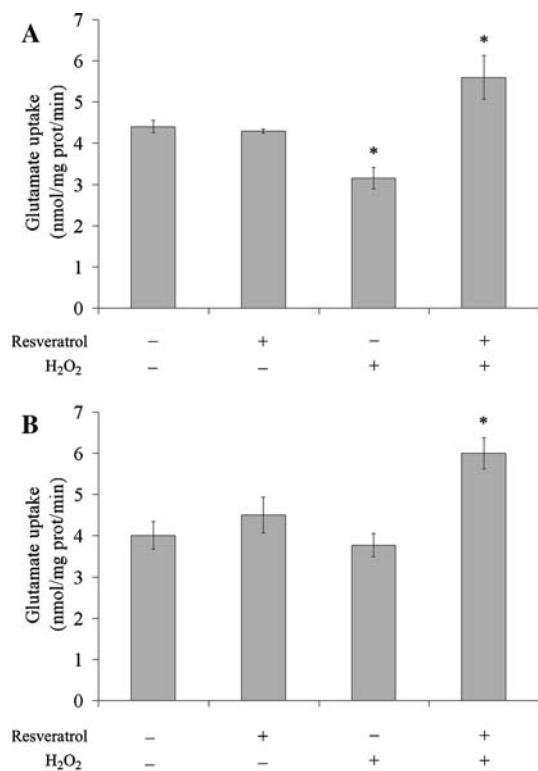 A
Glutamate uptake
(nmol/mg prot/min)
7
6
5
4
3
2
1
0
*
*
Resveratrol – + – +
H₂O₂ – – + +
B
Glutamate uptake
(nmol/mg prot/min)
7
6
5
4
3
2
1
0
*
Resveratrol – + – +
H₂O₂ – – + +